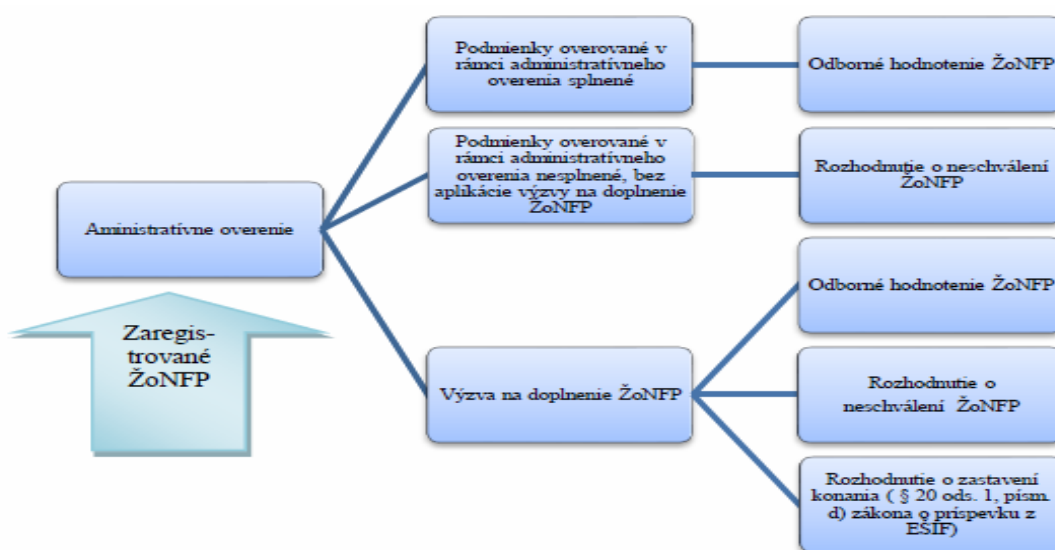 Podmienky overované v
rámci administratívneho
overenia splnené
Odborné hodnotenie ŽoNFP
Podmienky overované v
rámci administratívneho
overenia nesplnené, bez
aplikácie výzvy na doplnenie
ŽoNFP
Rozhodnutie o neschválení
ŽoNFP
Aministratívne overenie
Zaregis-
trované
ŽoNFP
Výzva na doplnenie ŽoNFP
Odborné hodnotenie ŽoNFP
Rozhodnutie o
neschválení ŽoNFP
Rozhodnutie o zastavení
konania ( § 20 ods. 1, písm.
d) zákona o príspevku z
EŠIF)